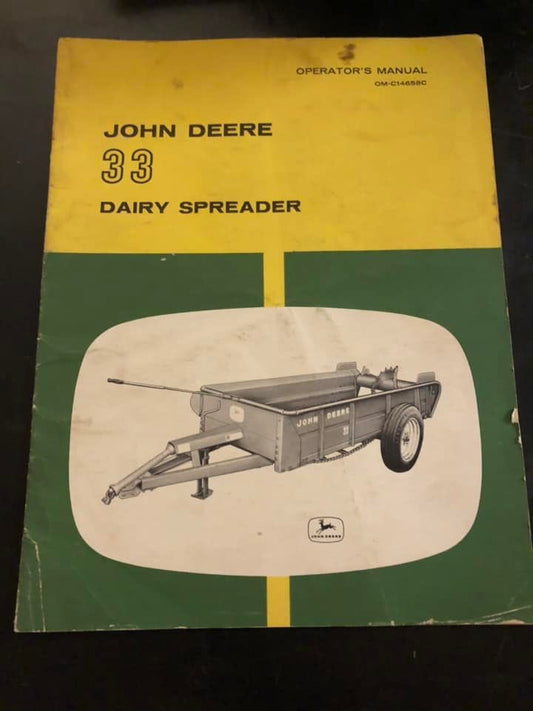 OPERATOR'S MANUAL
OM-C14658C
JOHN DEERE
33
DAIRY SPREADER
JOHN DEERE
33
JOHN DEERE